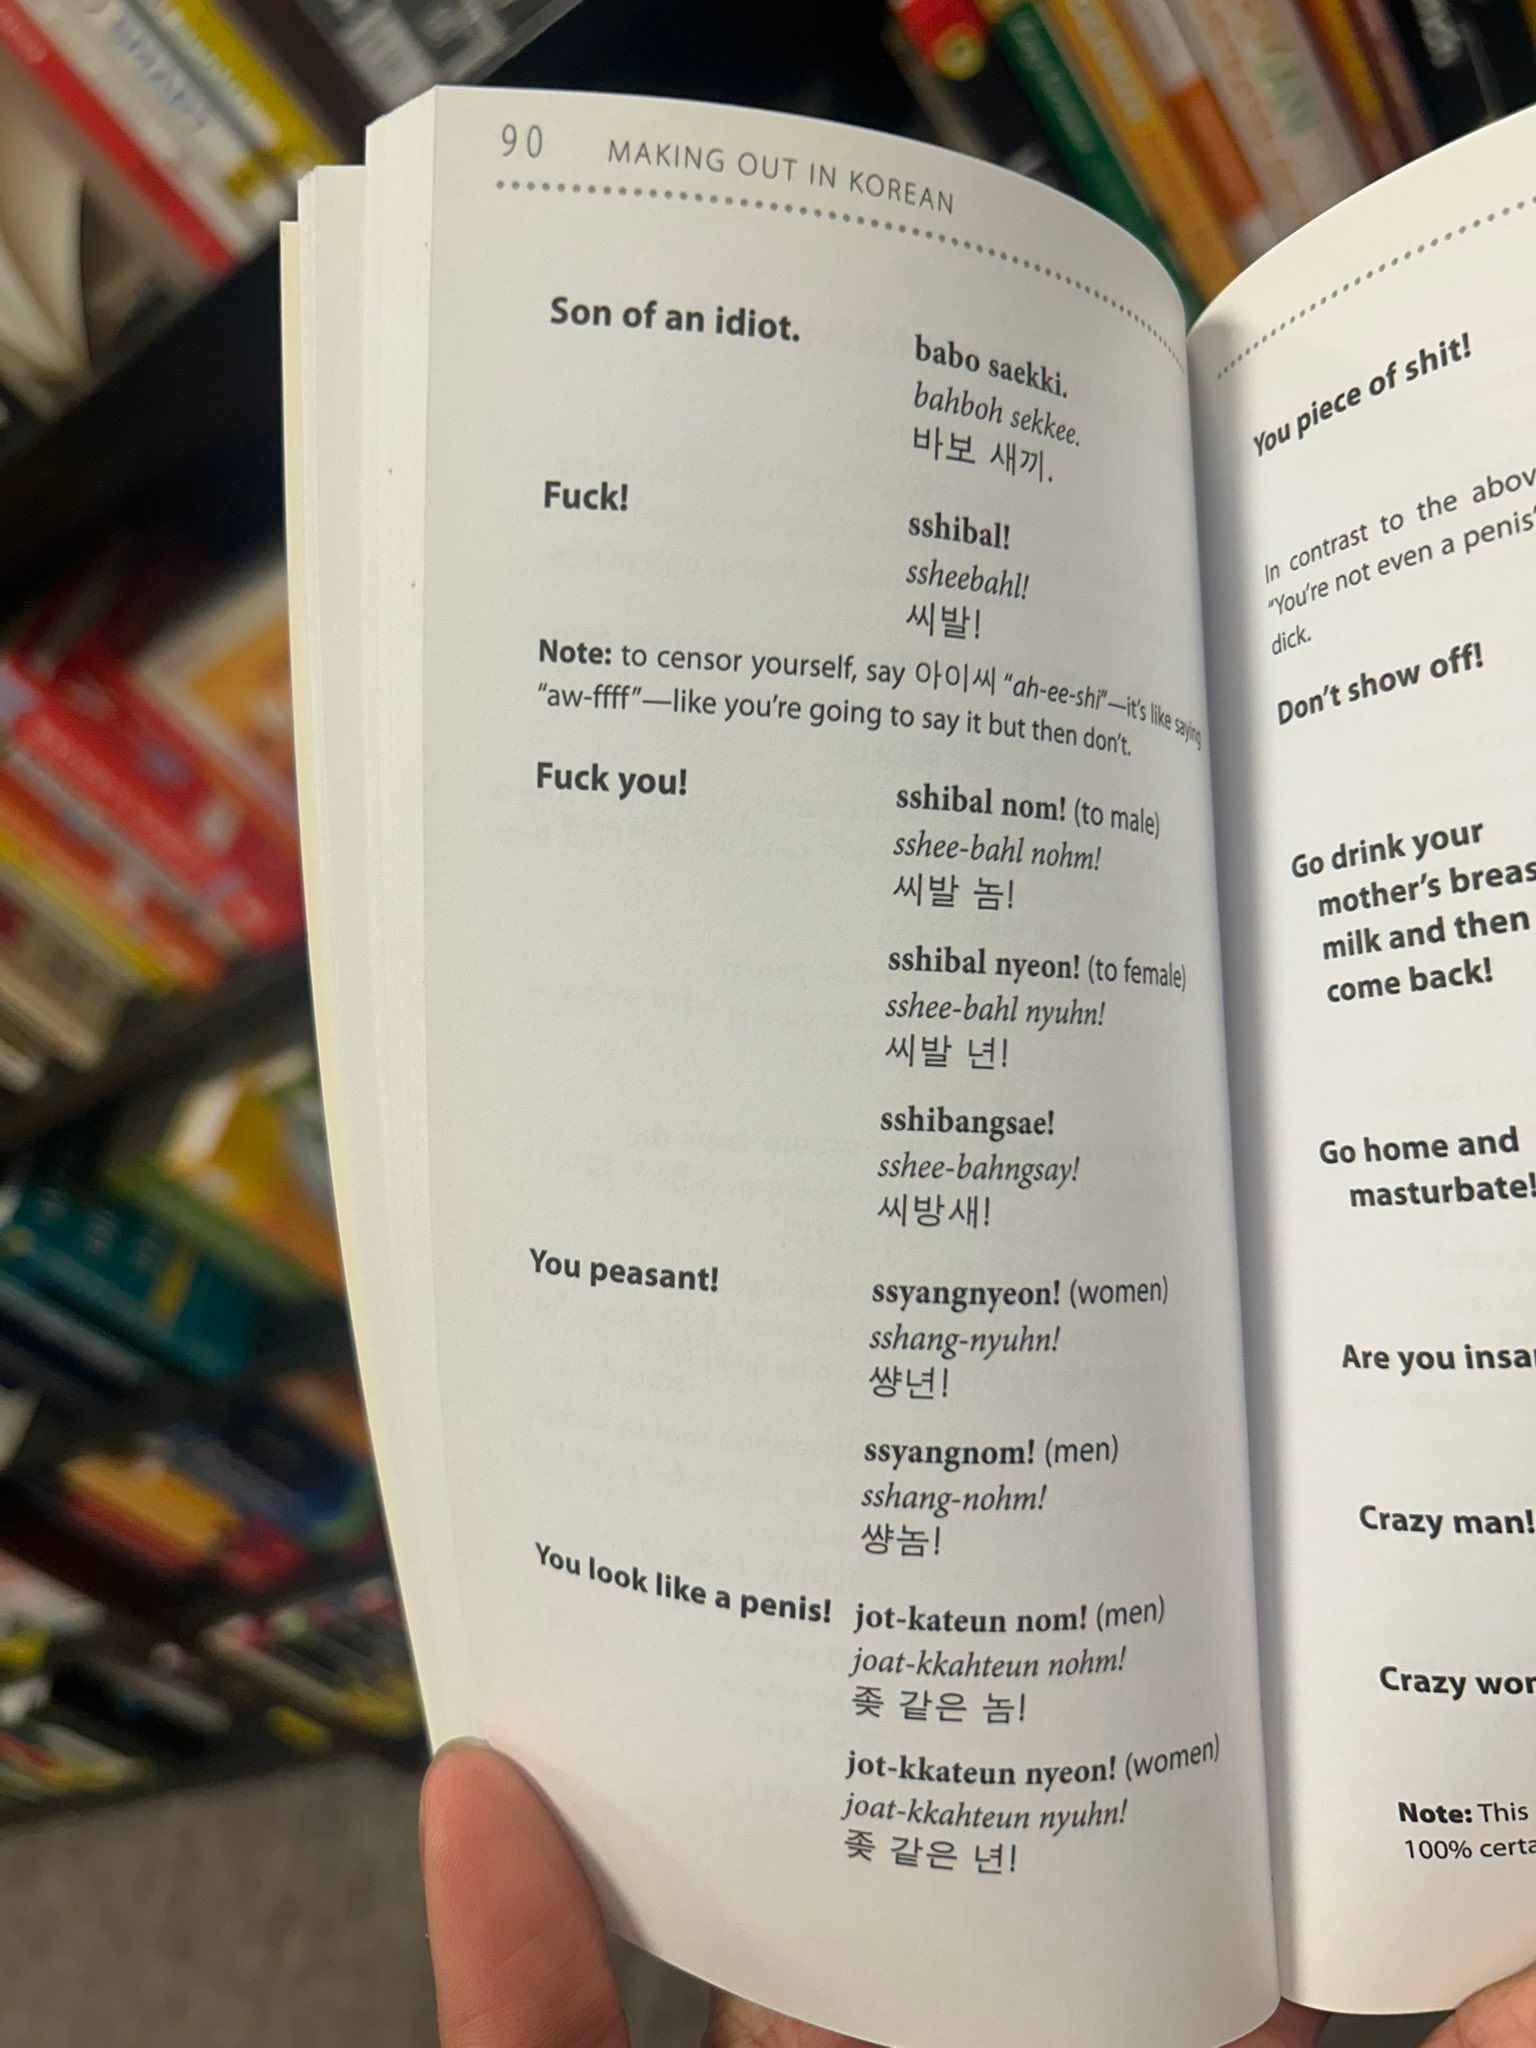 90 MAKING OUT IN KOREAN
Son of an idiot.
babo saekki.
bahboh sekkee.
바보 새끼.
Fuck!
sshibal!
ssheebahl!
씨발!
Note: to censor yourself, say 아이씨 “ah-ee-shi”—it’s like saying
“aw-ffff”—like you’re going to say it but then don’t.
Fuck you!
sshibal nom! (to male)
sshee-bahl nohm!
씨발 놈!
sshibal nyeon! (to female)
sshee-bahl nyuhn!
씨발 년!
sshibangsae!
sshee-bahngsay!
씨방새!
You peasant!
ssyangnyeon! (women)
sshang-nyuhn!
썅년!
ssyangnom! (men)
sshang-nohm!
썅놈!
You look like a penis!
jot-kateun nom! (men)
joat-kkahteun nohm!
좆 같은 놈!
jot-kkateun nyeon! (women)
joat-kkahteun nyuhn!
좆 같은 년!
You piece of shit!
In contrast to the
“You’re not even a penis”
dick.
Don’t show off!
Go drink your
mother’s
milk and then
come back!
Go home and
masturbate!
Are you
Crazy man!
Crazy
Note: This
100%